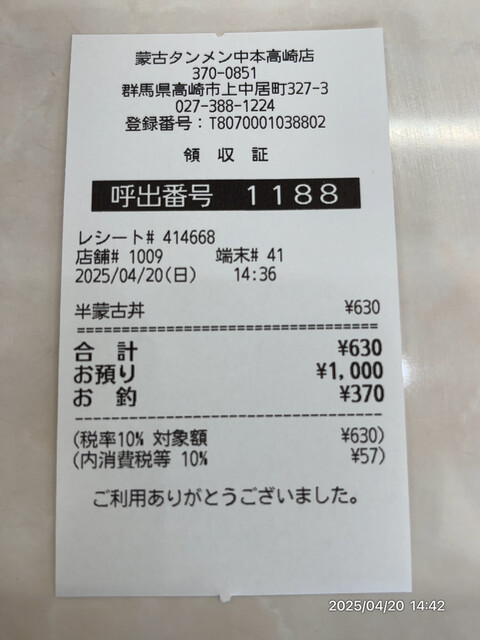 蒙古タンメン中本高崎店
370-0851
群馬県高崎市上中居町327-3
027-388-1224
登録番号：T8070001038802
領 収 証
呼出番号 1188
レシート# 414668
店舗# 1009 端末# 41
2025/04/20(日) 14:36
半蒙古丼 ¥630
合 計 ¥630
お預り ¥1,000
お 釣 ¥370
(税率10% 対象額 ¥630)
(内消費税等 10% ¥57)
ご利用ありがとうございました。
2025/04/20 14:42